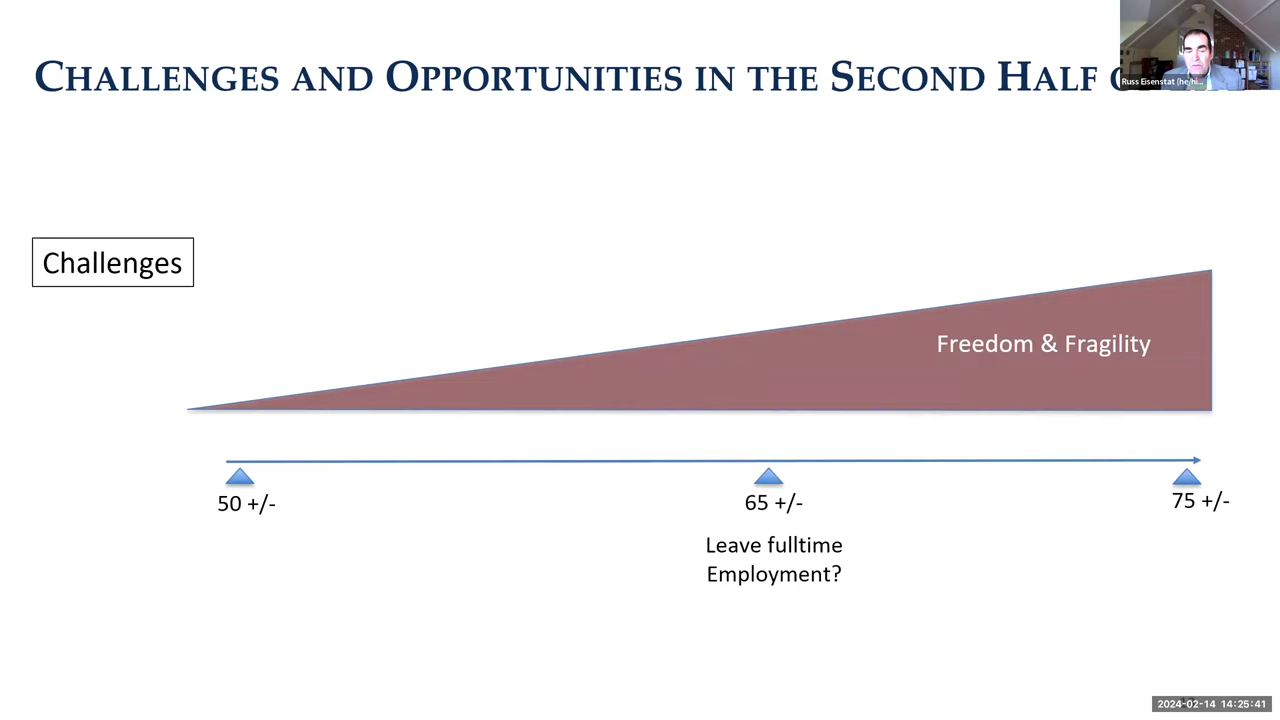 CHALLENGES AND OPPORTUNITIES IN THE SECOND HALF
Russ Eisenstat (he/hi...
Challenges
Freedom & Fragility
50 +/-
65 +/-
75 +/-
Leave fulltime
Employment?
2024-02-14 14:25:41